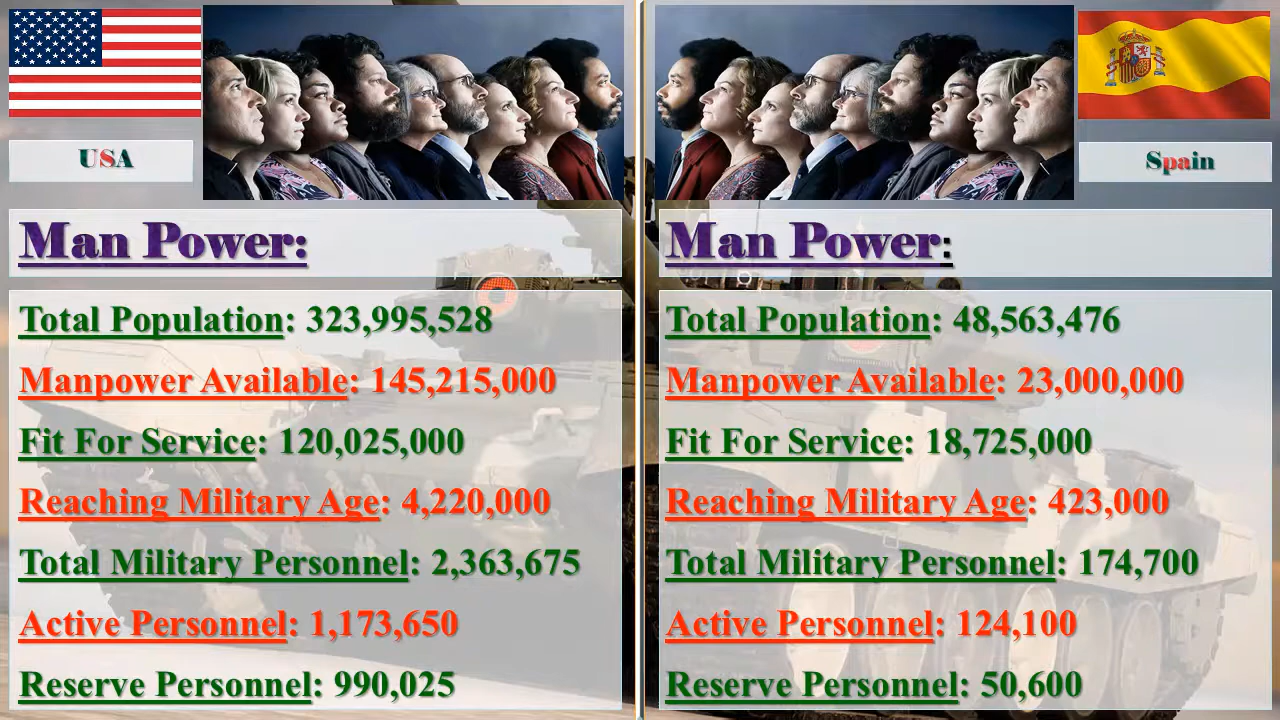 USA
Man Power:
Total Population: 323,995,528
Manpower Available: 145,215,000
Fit For Service: 120,025,000
Reaching Military Age: 4,220,000
Total Military Personnel: 2,363,675
Active Personnel: 1,173,650
Reserve Personnel: 990,025
Spain
Man Power:
Total Population: 48,563,476
Manpower Available: 23,000,000
Fit For Service: 18,725,000
Reaching Military Age: 423,000
Total Military Personnel: 174,700
Active Personnel: 124,100
Reserve Personnel: 50,600